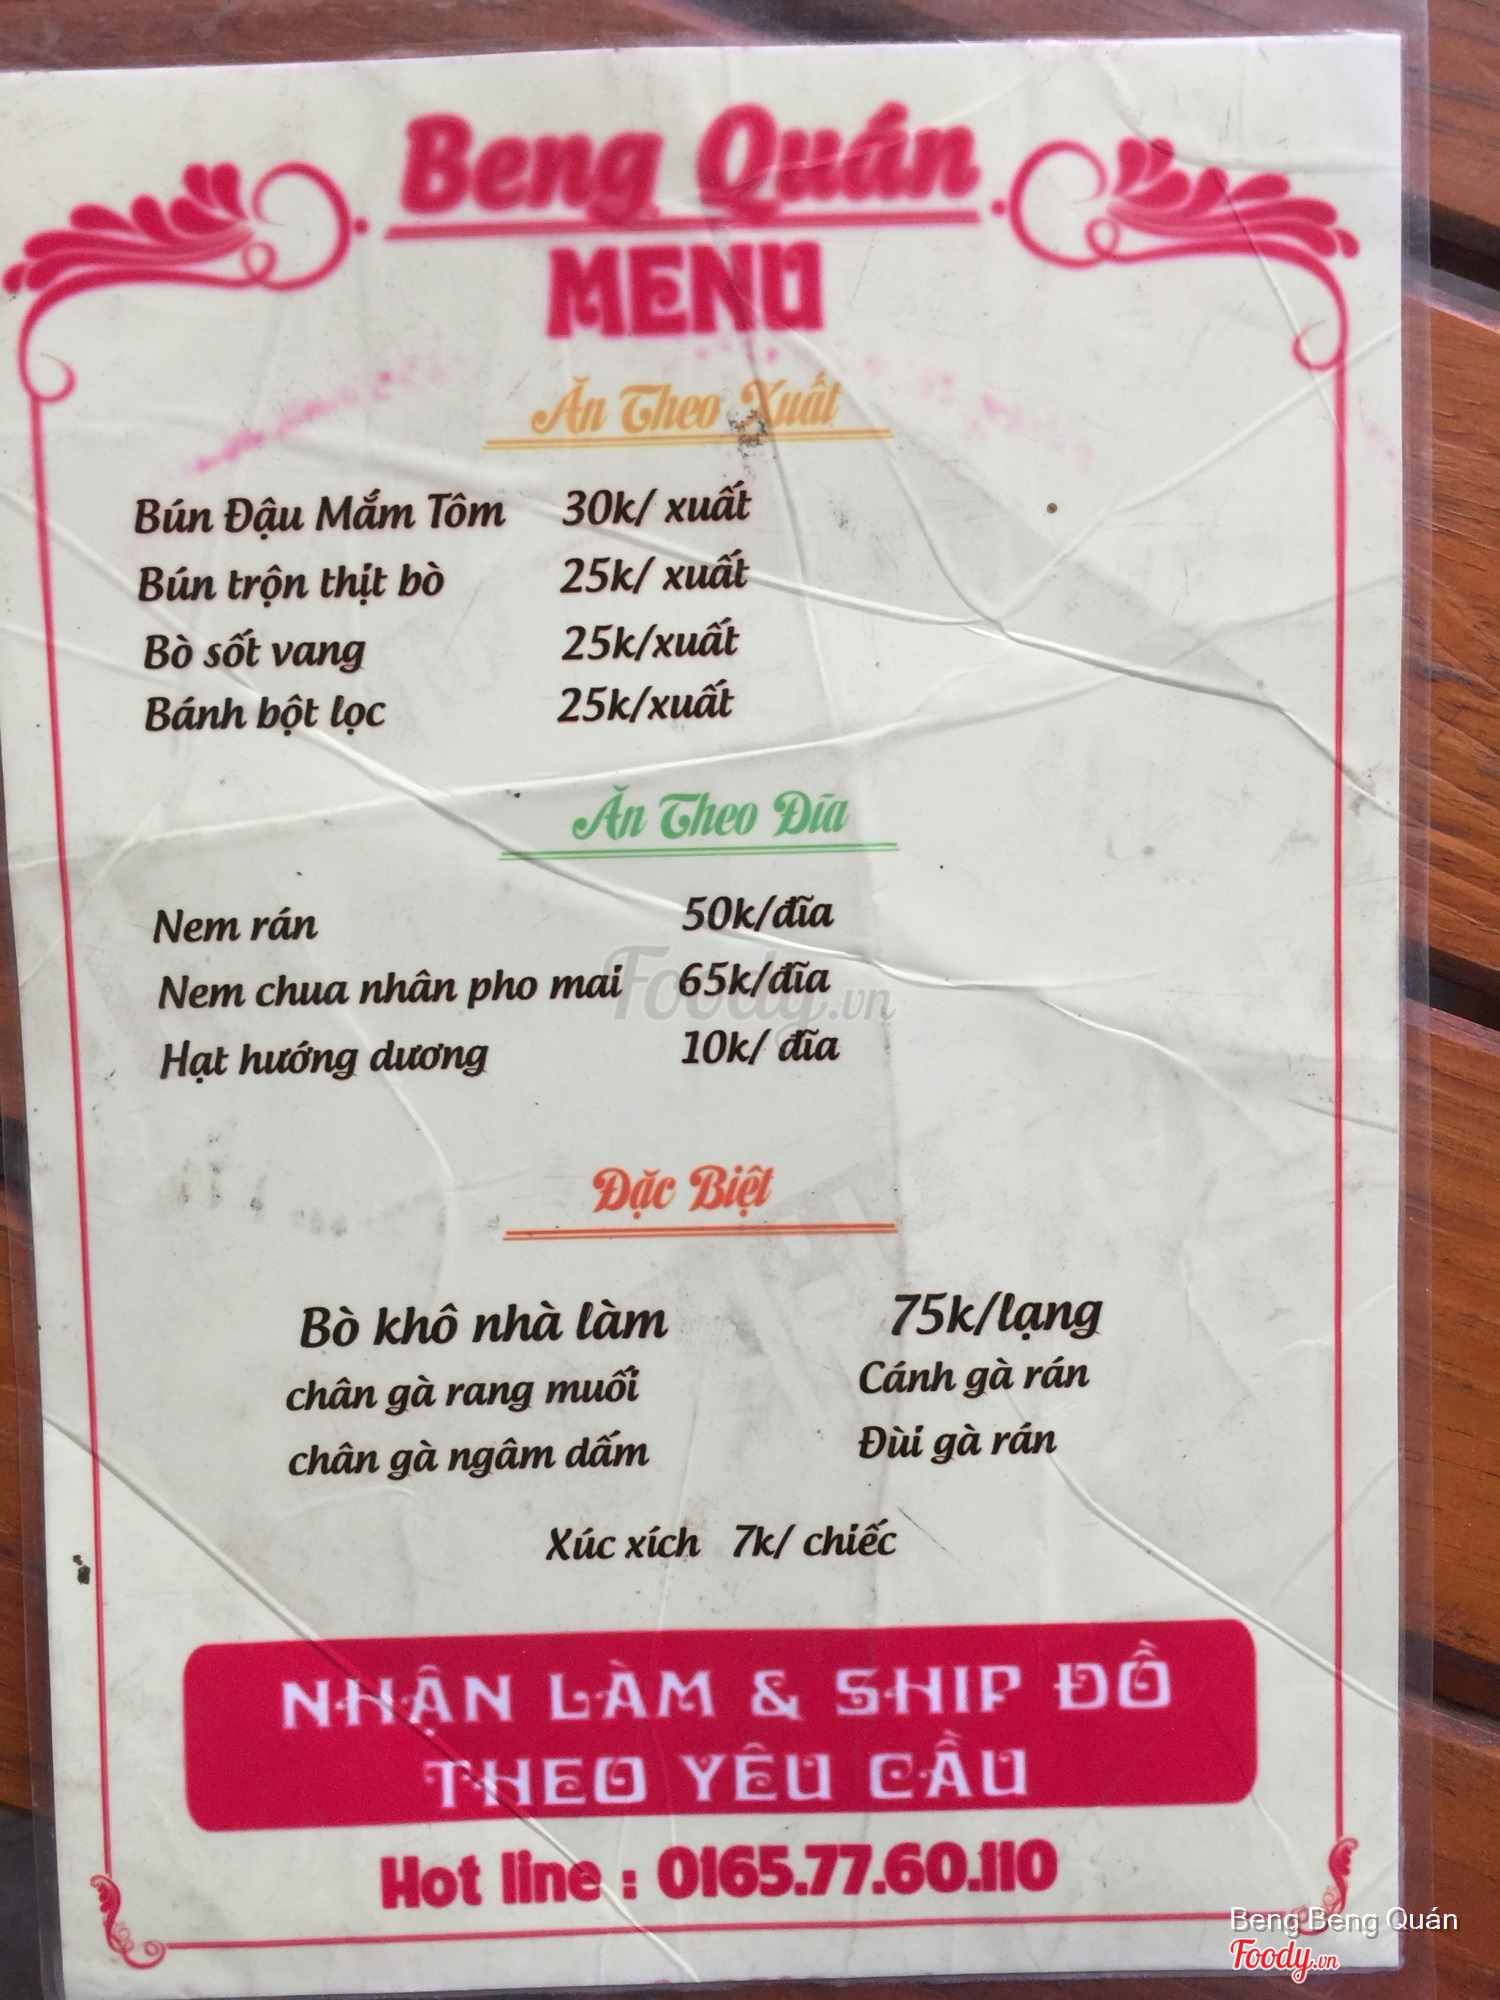 Beng Quán
MENU
Ăn Theo Xuất
Bún Đậu Mắm Tôm 30k/ xuất
Bún trộn thịt bò 25k/ xuất
Bò sốt vang 25k/xuất
Bánh bột lọc 25k/xuất
Ăn Theo Đĩa
Nem rán 50k/đĩa
Nem chua nhân pho mai 65k/đĩa
Foody.vn
Hạt hướng dương 10k/ đĩa
Đặc Biệt
Bò khô nhà làm 75k/lạng
chân gà rang muối Cánh gà rán
chân gà ngâm dấm Đùi gà rán
Xúc xích 7k/ chiếc
NHẬN LÀM & SHIP ĐỒ
THEO YÊU CẦU
Hot line : 0165.77.60.110
Beng Beng Quán
Foody.vn